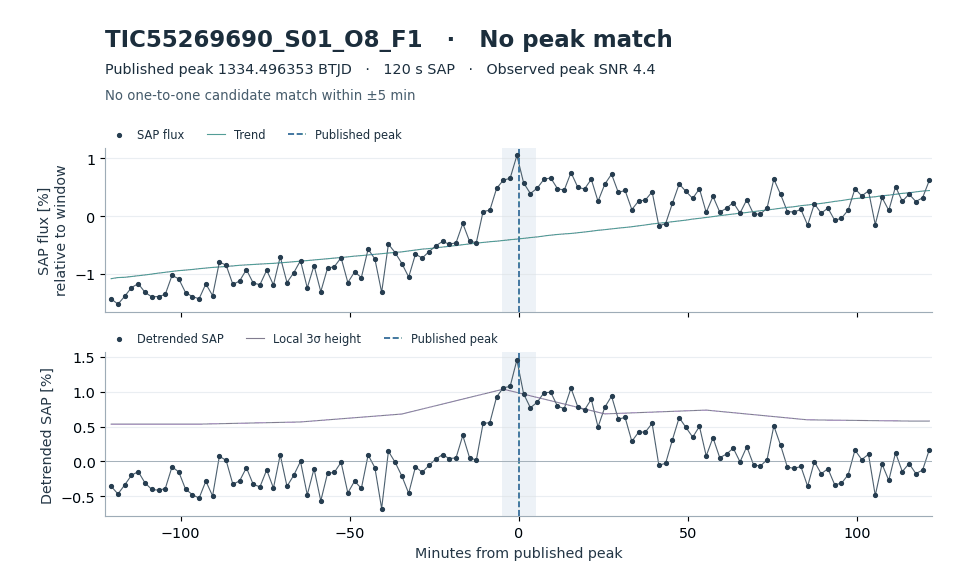 TIC55269690_S01_O8_F1 · No peak match
Published peak 1334.496353 BTJD · 120 s SAP · Observed peak SNR 4.4
No one-to-one candidate match within ±5 min
SAP flux Trend Published peak
SAP flux [%]
relative to window
1
0
−1
Detrended SAP Local 3σ height Published peak
Detrended SAP [%]
1.5
1.0
0.5
0.0
−0.5
−100 −50 0 50 100
Minutes from published peak